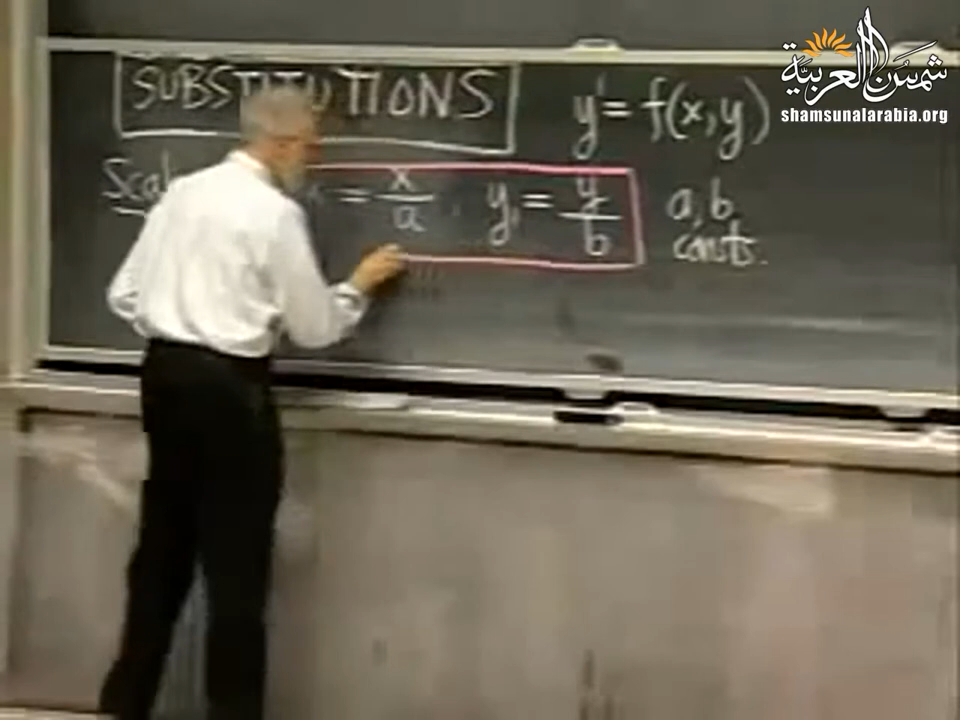 شمس العربية
shamsunalarabia.org
SUBSTITUTIONS
y' = f(x,y)
= x/a , y₁ = y/b a, b
consts.